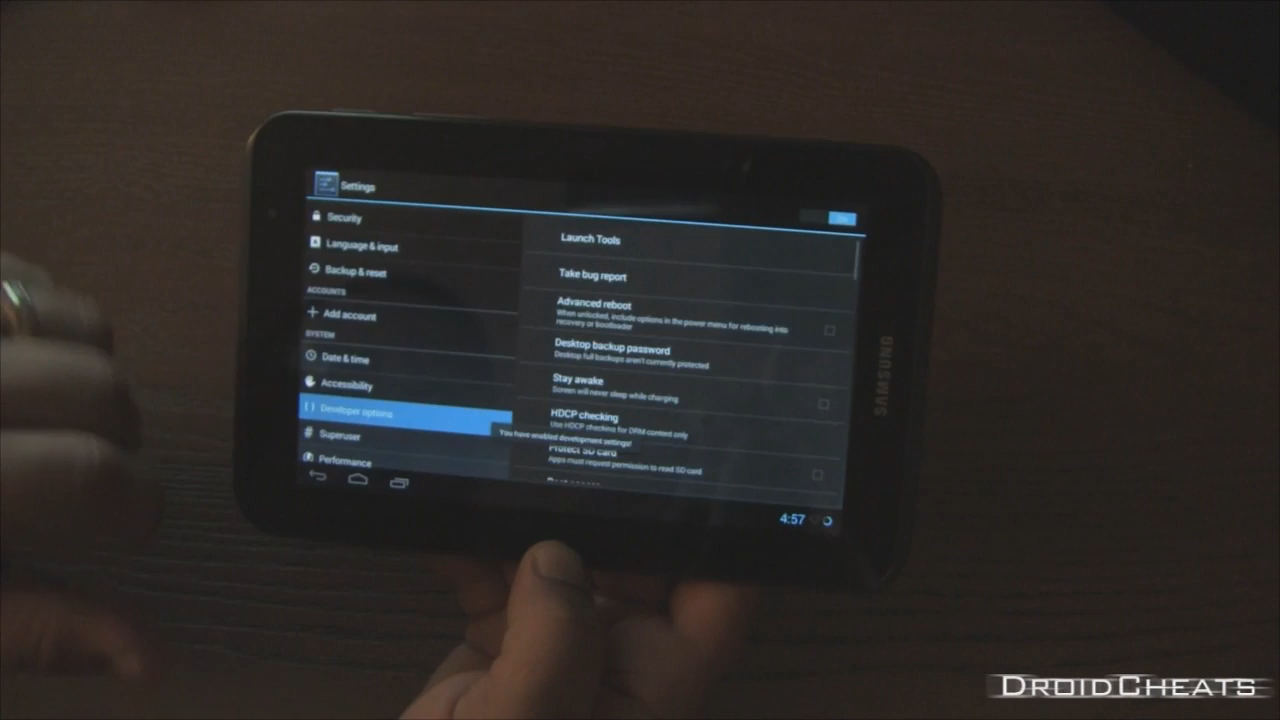 Settings
On
Security
Language & input
Backup & reset
ACCOUNTS
Add account
SYSTEM
Date & time
Accessibility
Developer options
Superuser
Performance
Launch Tools
Take bug report
Advanced reboot
When unlocked, include options in the power menu for rebooting into
recovery or bootloader
Desktop backup password
Desktop full backups aren't currently protected
Stay awake
Screen will never sleep while charging
HDCP checking
Use HDCP checking for DRM content only
You have enabled development settings!
Protect SD card
Apps must request permission to read SD card
4:57
SAMSUNG
DROIDCHEATS